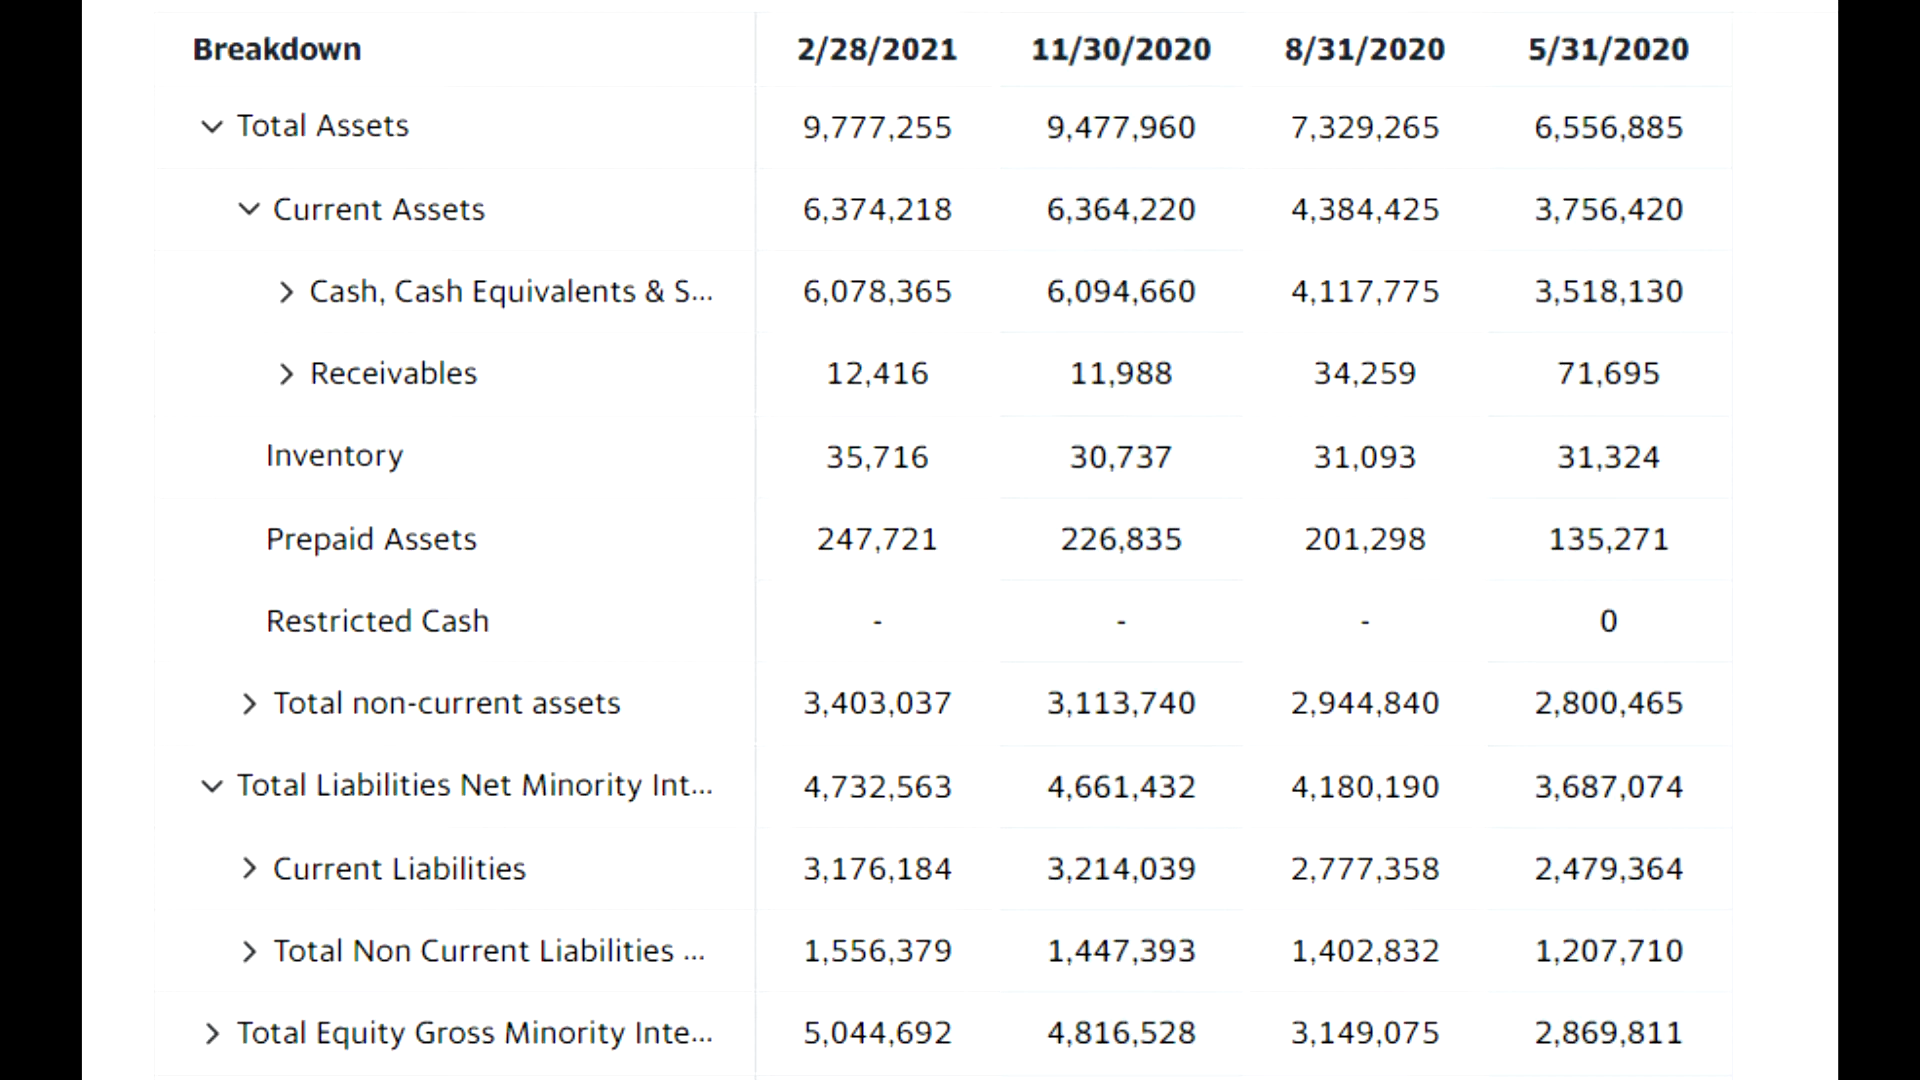 Breakdown 2/28/2021 11/30/2020 8/31/2020 5/31/2020
Total Assets 9,777,255 9,477,960 7,329,265 6,556,885
Current Assets 6,374,218 6,364,220 4,384,425 3,756,420
Cash, Cash Equivalents & S... 6,078,365 6,094,660 4,117,775 3,518,130
Receivables 12,416 11,988 34,259 71,695
Inventory 35,716 30,737 31,093 31,324
Prepaid Assets 247,721 226,835 201,298 135,271
Restricted Cash - - - 0
Total non-current assets 3,403,037 3,113,740 2,944,840 2,800,465
Total Liabilities Net Minority Int... 4,732,563 4,661,432 4,180,190 3,687,074
Current Liabilities 3,176,184 3,214,039 2,777,358 2,479,364
Total Non Current Liabilities ... 1,556,379 1,447,393 1,402,832 1,207,710
Total Equity Gross Minority Inte... 5,044,692 4,816,528 3,149,075 2,869,811